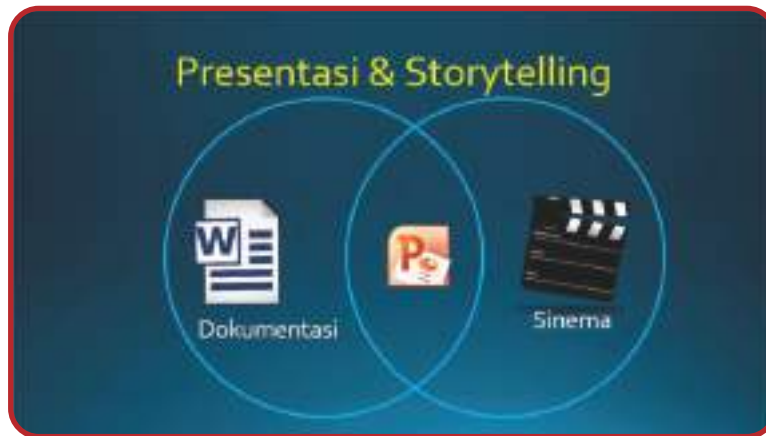 Presentasi & Storytelling
W
P
Dokumentasi
Sinema